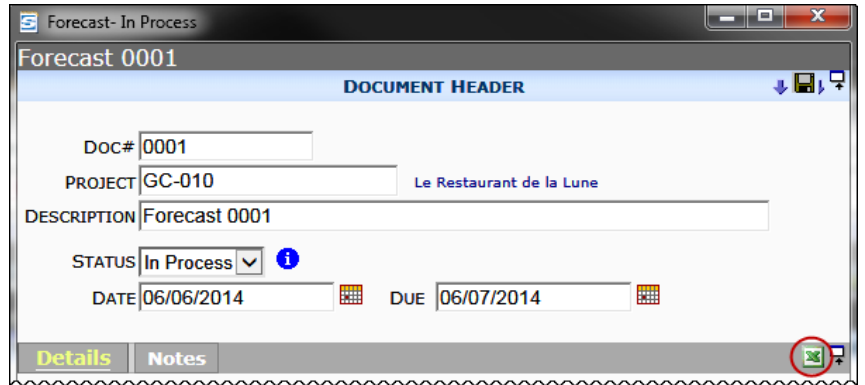 Forecast- In Process
Forecast 0001
DOCUMENT HEADER
DOC# 0001
PROJECT GC-010 Le Restaurant de la Lune
DESCRIPTION Forecast 0001
STATUS In Process
DATE 06/06/2014 DUE 06/07/2014
Details Notes